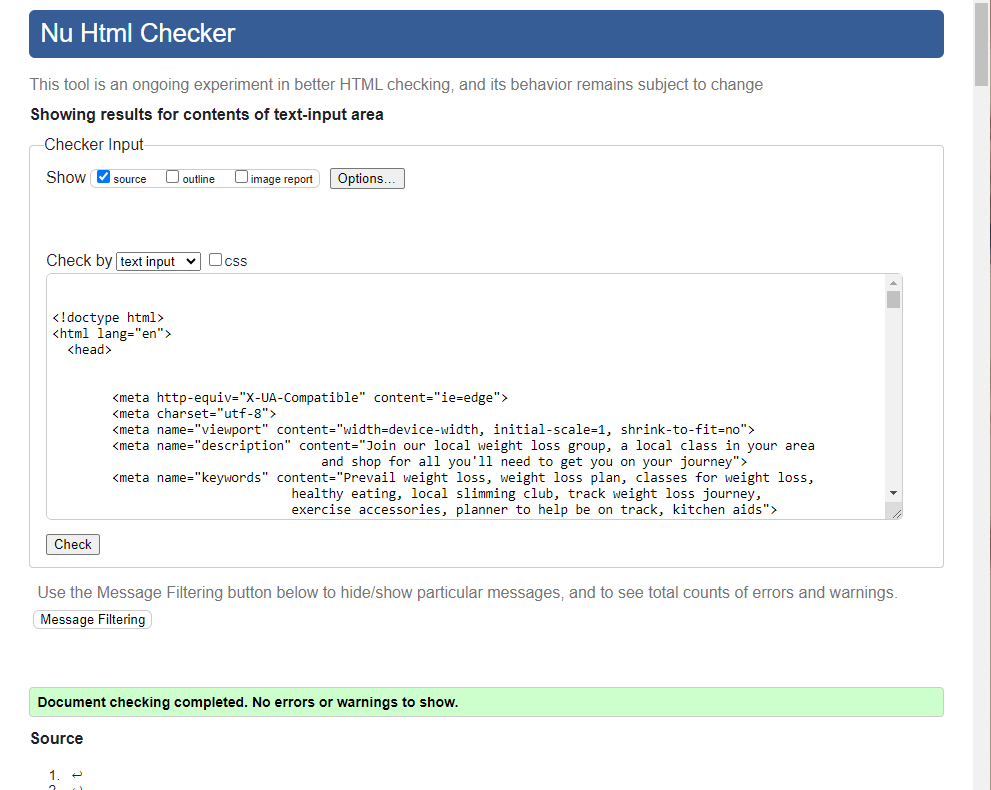 Nu Html Checker
This tool is an ongoing experiment in better HTML checking, and its behavior remains subject to change
Showing results for contents of text-input area
Checker Input
Show source outline image report Options...
Check by text input css
<!doctype html>
<html lang="en">
<head>
<meta http-equiv="X-UA-Compatible" content="ie=edge">
<meta charset="utf-8">
<meta name="viewport" content="width=device-width, initial-scale=1, shrink-to-fit=no">
<meta name="description" content="Join our local weight loss group, a local class in your area
and shop for all you'll need to get you on your journey">
<meta name="keywords" content="Prevail weight loss, weight loss plan, classes for weight loss,
healthy eating, local slimming club, track weight loss journey,
exercise accessories, planner to help be on track, kitchen aids">
Check
Use the Message Filtering button below to hide/show particular messages, and to see total counts of errors and warnings.
Message Filtering
Document checking completed. No errors or warnings to show.
Source
1. ↩
2. ↩